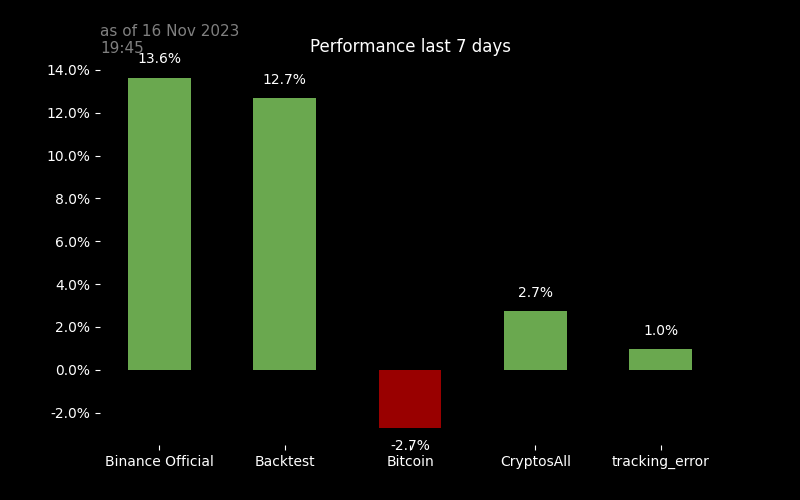 as of 16 Nov 2023
19:45
Performance last 7 days
13.6%
12.7%
-2.7%
2.7%
1.0%
14.0%
12.0%
10.0%
8.0%
6.0%
4.0%
2.0%
0.0%
-2.0%
Binance Official
Backtest
Bitcoin
CryptosAll
tracking_error